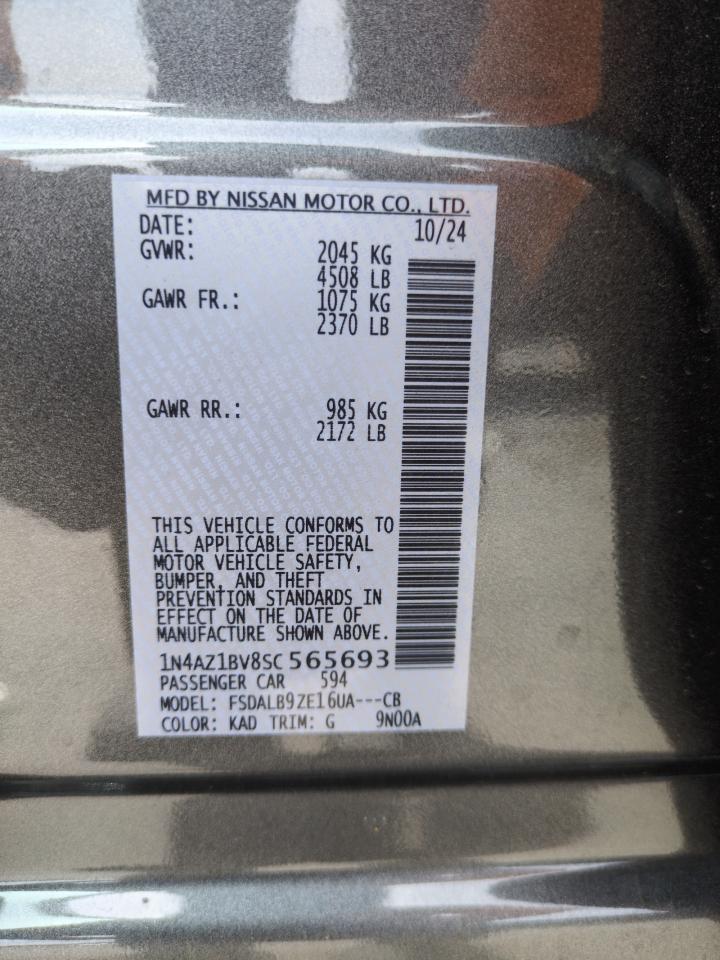 MFD BY NISSAN MOTOR CO., LTD.
DATE: 10/24
GVWR: 2045 KG
4508 LB
GAWR FR.: 1075 KG
2370 LB
GAWR RR.: 985 KG
2172 LB
THIS VEHICLE CONFORMS TO
ALL APPLICABLE FEDERAL
MOTOR VEHICLE SAFETY,
BUMPER, AND THEFT
PREVENTION STANDARDS IN
EFFECT ON THE DATE OF
MANUFACTURE SHOWN ABOVE.
1N4AZ1BV8SC565693
PASSENGER CAR 594
MODEL: FSDALB9ZE16UA---CB
COLOR: KAD TRIM: G 9N00A